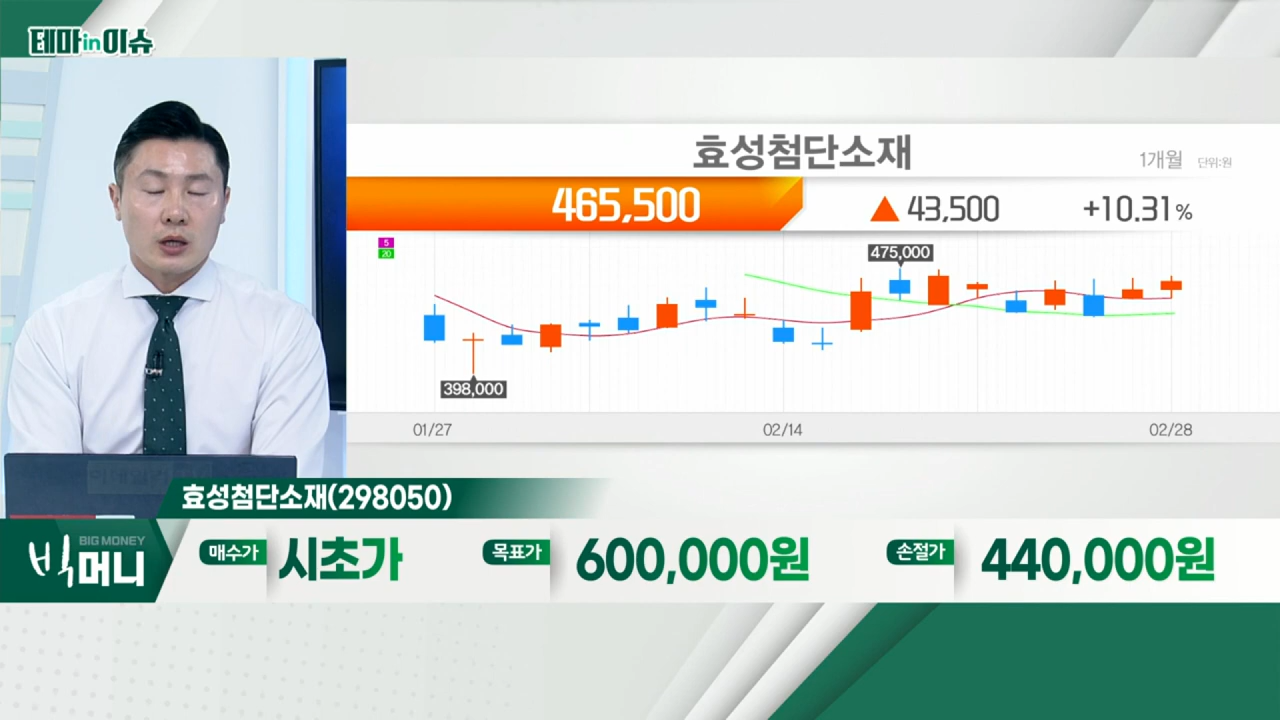 테마in이슈
효성첨단소재
1개월 단위:원
465,500 ▲ 43,500 +10.31%
5
20
475,000
398,000
01/27 02/14 02/28
효성첨단소재(298050)
BIG MONEY
빅머니
매수가 시초가 목표가 600,000원 손절가 440,000원